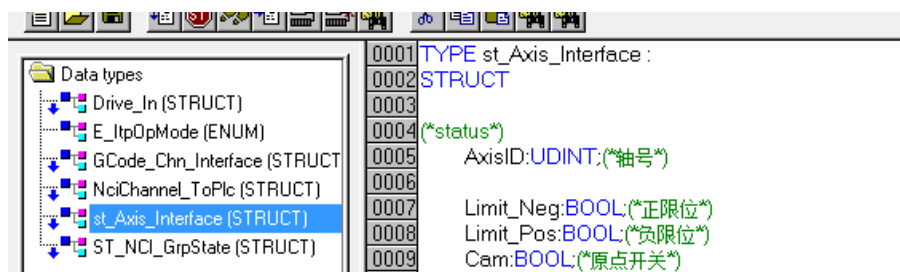 Data types
Drive_In (STRUCT)
E_ItpOpMode (ENUM)
GCode_Chn_Interface (STRUCT
NciChannel_ToPlc (STRUCT)
st_Axis_Interface (STRUCT)
ST_NCI_GrpState (STRUCT)
0001 TYPE st_Axis_Interface :
0002 STRUCT
0003
0004 (*status*)
0005 AxisID:UDINT;(*轴号*)
0006
0007 Limit_Neg:BOOL;(*正限位*)
0008 Limit_Pos:BOOL;(*负限位*)
0009 Cam:BOOL;(*原点开关*)